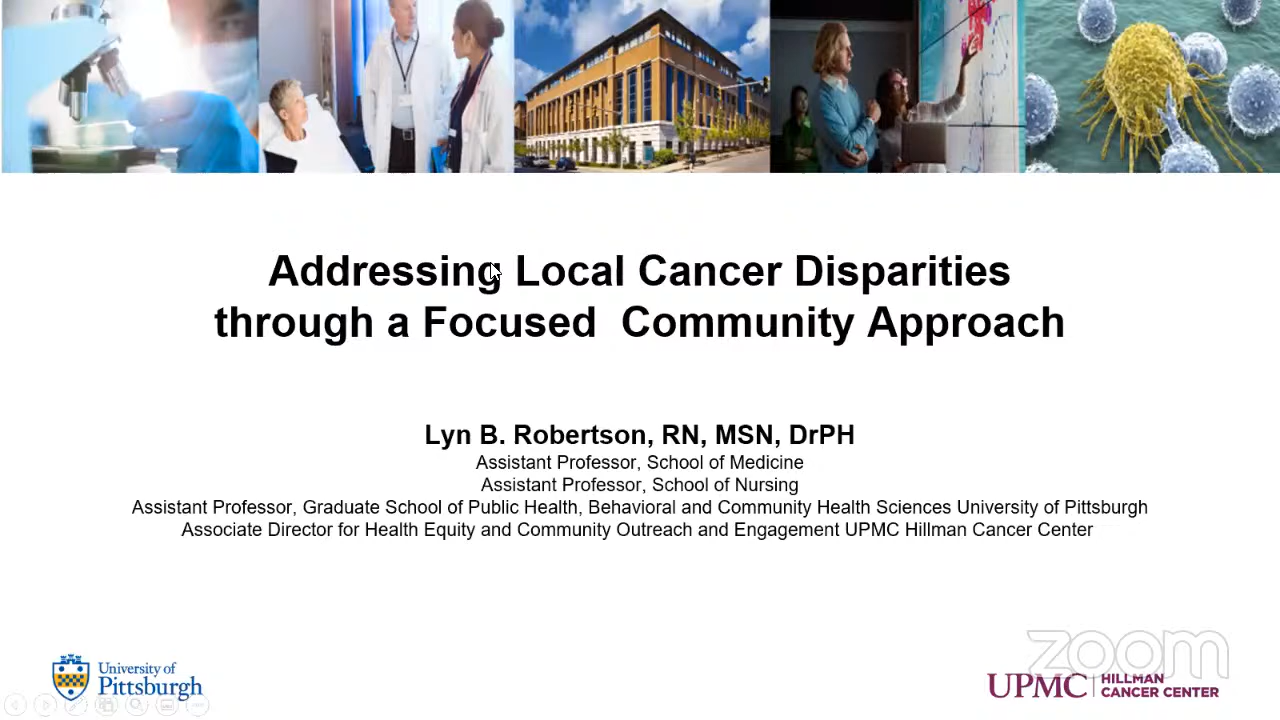 Addressing Local Cancer Disparities
through a Focused  Community Approach
Lyn B. Robertson, RN, MSN, DrPH
Assistant Professor, School of Medicine
Assistant Professor, School of Nursing
Assistant Professor, Graduate School of Public Health, Behavioral and Community Health Sciences University of Pittsburgh
Associate Director for Health Equity and Community Outreach and Engagement UPMC Hillman Cancer Center
University of
Pittsburgh
zoom
UPMC
HILLMAN
CANCER CENTER